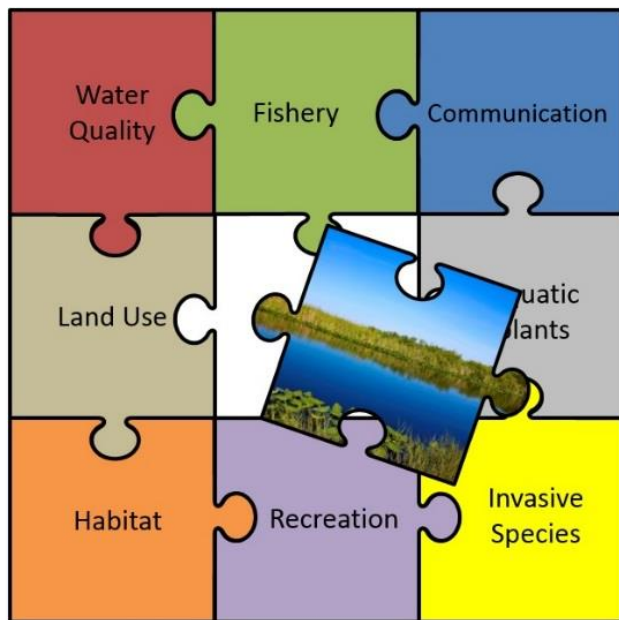 Water
Quality
Fishery
Communication
Land Use
uatic
lants
Habitat
Recreation
Invasive
Species